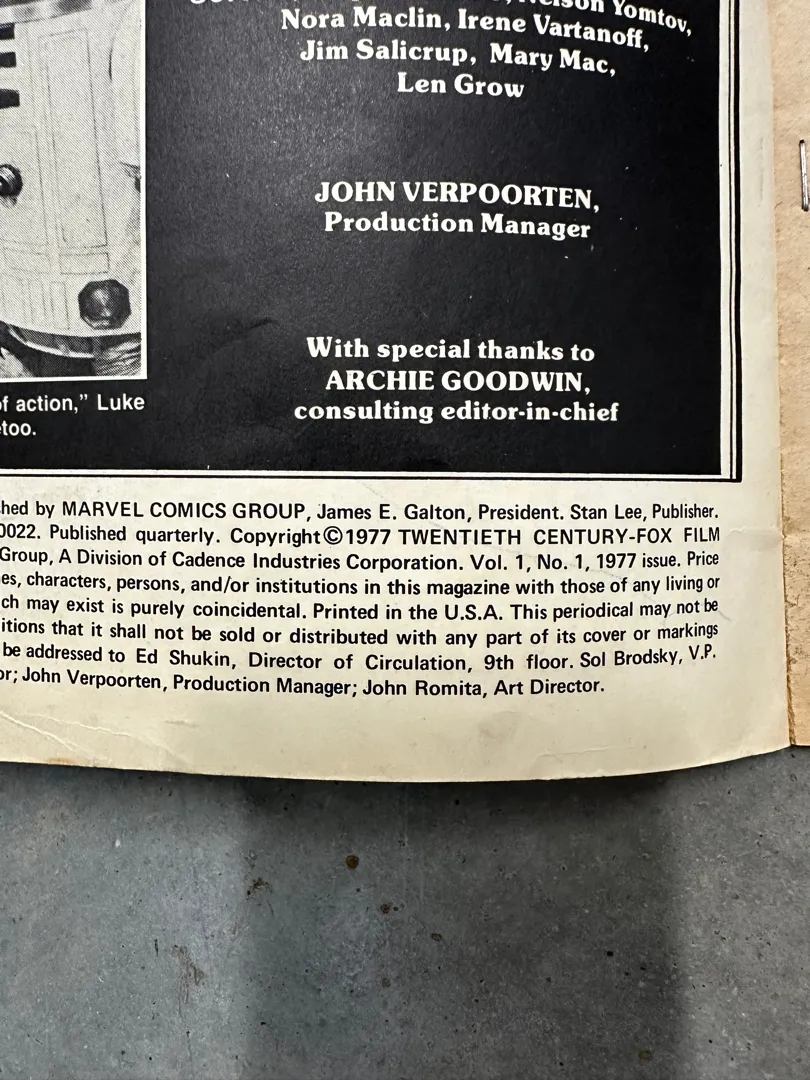 Nelson Yomtov,
Nora Maclin, Irene Vartanoff,
Jim Salicrup, Mary Mac,
Len Grow
JOHN VERPOORTEN,
Production Manager
With special thanks to
ARCHIE GOODWIN,
consulting editor-in-chief
of action,” Luke
too.
hed by MARVEL COMICS GROUP, James E. Galton, President. Stan Lee, Publisher.
0022. Published quarterly. Copyright©1977 TWENTIETH CENTURY-FOX FILM
Group, A Division of Cadence Industries Corporation. Vol. 1, No. 1, 1977 issue. Price
es, characters, persons, and/or institutions in this magazine with those of any living or
ch may exist is purely coincidental. Printed in the U.S.A. This periodical may not be
itions that it shall not be sold or distributed with any part of its cover or markings
be addressed to Ed Shukin, Director of Circulation, 9th floor. Sol Brodsky, V.P.
or; John Verpoorten, Production Manager; John Romita, Art Director.